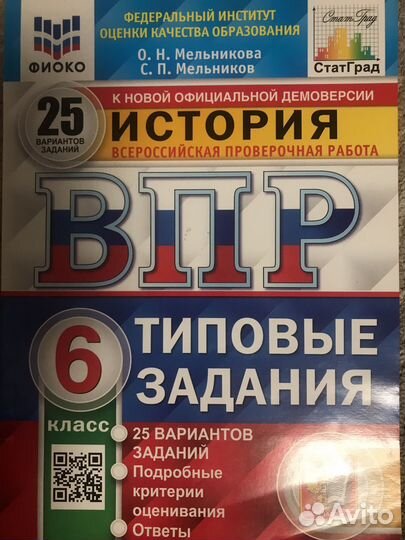 ФЕДЕРАЛЬНЫЙ ИНСТИТУТ
ОЦЕНКИ КАЧЕСТВА ОБРАЗОВАНИЯ
ФИОКО
О. Н. Мельникова
С. П. Мельников
СтатГрад
СтатГрад
К НОВОЙ ОФИЦИАЛЬНОЙ ДЕМОВЕРСИИ
25
ВАРИАНТОВ
ЗАДАНИЙ
ИСТОРИЯ
ВСЕРОССИЙСКАЯ ПРОВЕРОЧНАЯ РАБОТА
ВПР
6
КЛАСС
ТИПОВЫЕ
ЗАДАНИЯ
25 ВАРИАНТОВ
ЗАДАНИЙ
Подробные
критерии
оценивания
Ответы
Avito